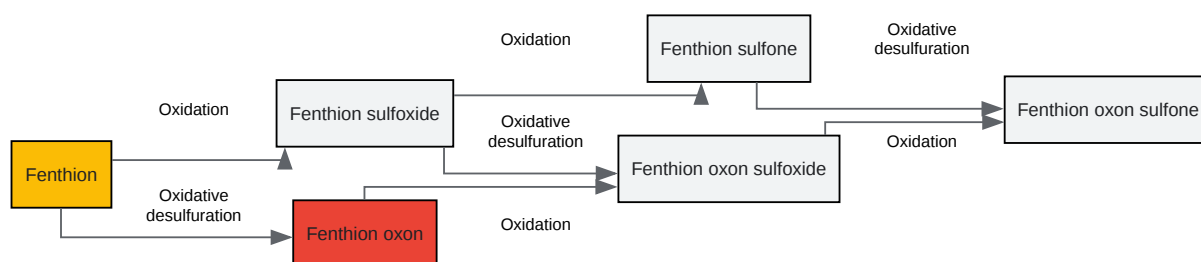 Oxidation
Fenthion sulfone
Oxidative
desulfuration
Oxidation
Fenthion sulfoxide
Oxidative
desulfuration
Fenthion oxon sulfone
Oxidation
Fenthion
Fenthion oxon sulfoxide
Oxidative
desulfuration
Fenthion oxon
Oxidation